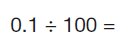 0.1 ÷ 100 =